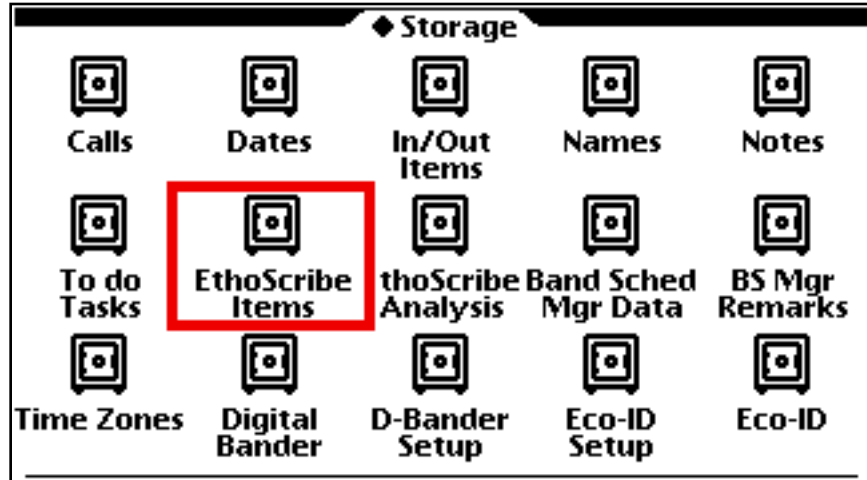 Storage
Calls
Dates
In/Out
Items
Names
Notes
To do
Tasks
EthoScribe
Items
thoScribe
Analysis
Band Sched
Mgr Data
BS Mgr
Remarks
Time Zones
Digital
Bander
D-Bander
Setup
Eco-ID
Setup
Eco-ID